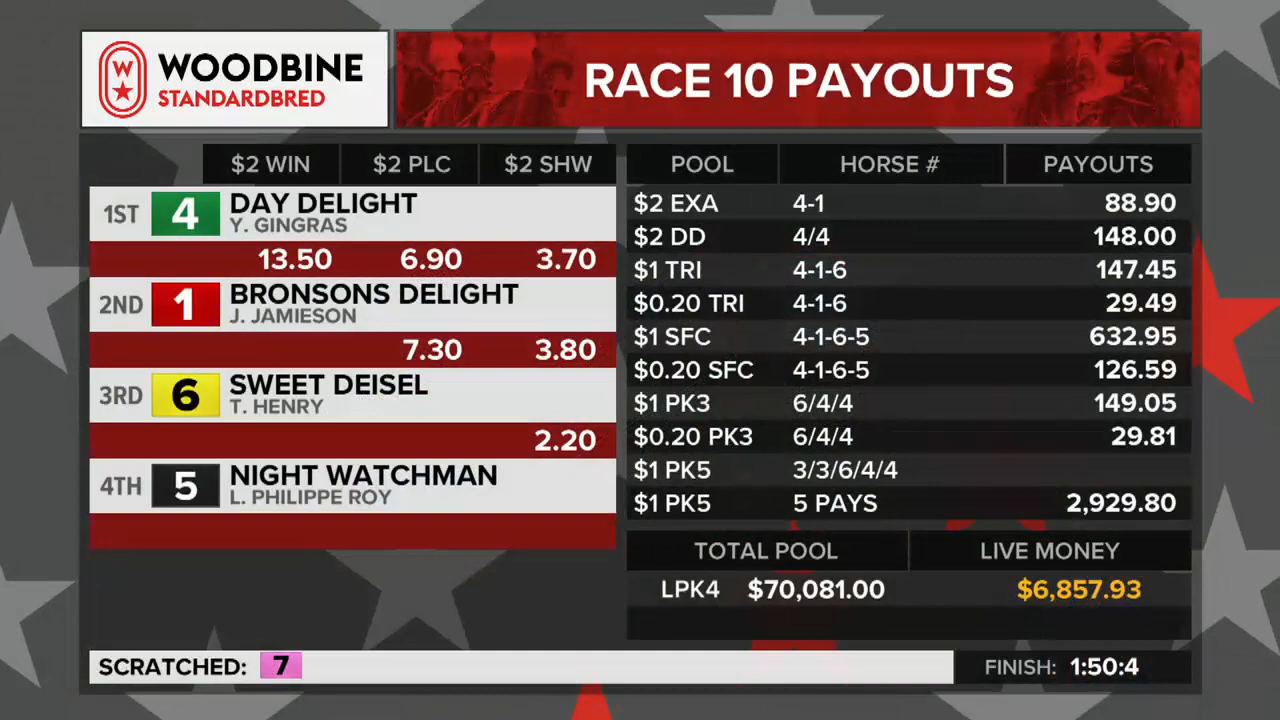 W
WOODBINE
STANDARDBRED
RACE 10 PAYOUTS
$2 WIN $2 PLC $2 SHW
1ST 4 DAY DELIGHT
Y. GINGRAS
13.50 6.90 3.70
2ND 1 BRONSONS DELIGHT
J. JAMIESON
7.30 3.80
3RD 6 SWEET DEISEL
T. HENRY
2.20
4TH 5 NIGHT WATCHMAN
L. PHILIPPE ROY
POOL HORSE # PAYOUTS
$2 EXA 4-1 88.90
$2 DD 4/4 148.00
$1 TRI 4-1-6 147.45
$0.20 TRI 4-1-6 29.49
$1 SFC 4-1-6-5 632.95
$0.20 SFC 4-1-6-5 126.59
$1 PK3 6/4/4 149.05
$0.20 PK3 6/4/4 29.81
$1 PK5 3/3/6/4/4
$1 PK5 5 PAYS 2,929.80
TOTAL POOL LIVE MONEY
LPK4 $70,081.00 $6,857.93
SCRATCHED: 7
FINISH: 1:50:4